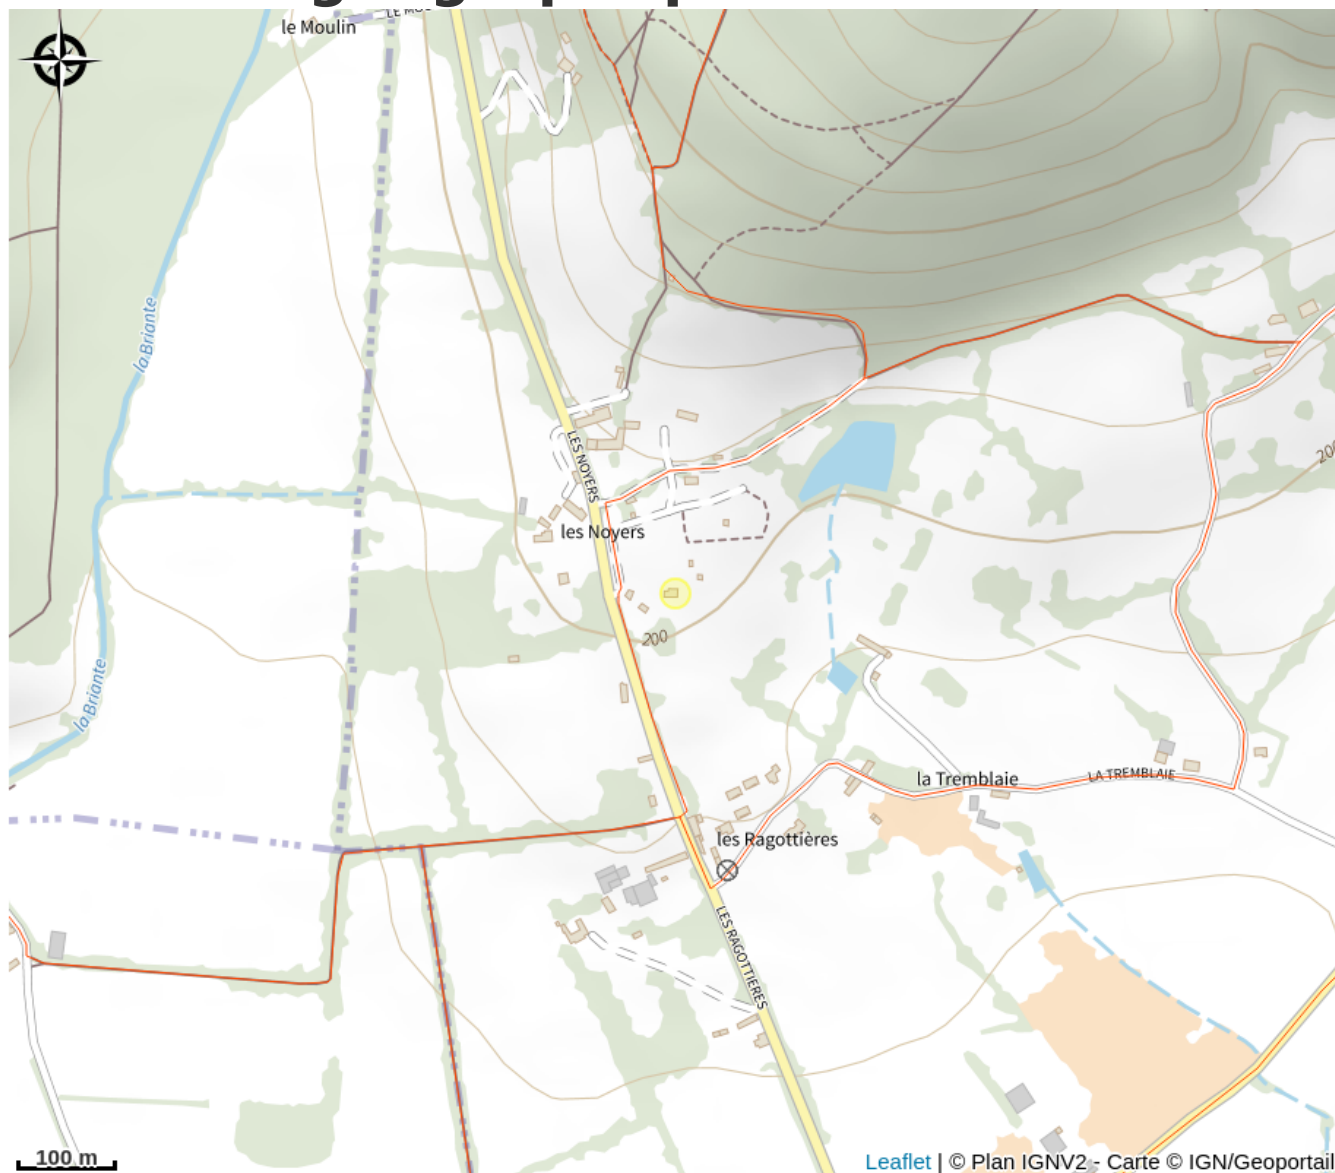 le Moulin
la Briante
LES NOYERS
les Noyers
200
200
la Briante
la Tremblaie
LA TREMBLAIE
les Ragottières
LES RAGOTTIERES
100 m
Leaflet | © Plan IGNV2 - Carte © IGN/Geoportail